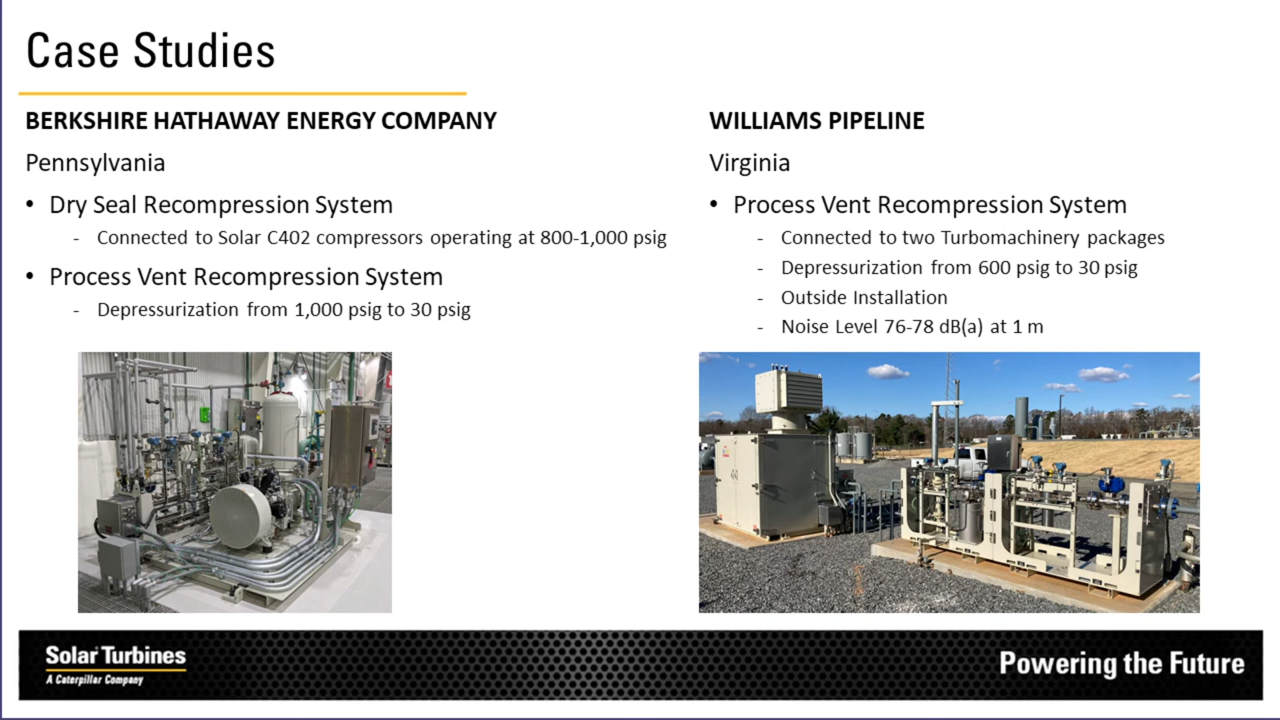 Case Studies
BERKSHIRE HATHAWAY ENERGY COMPANY
Pennsylvania
• Dry Seal Recompression System
- Connected to Solar C402 compressors operating at 800-1,000 psig
• Process Vent Recompression System
- Depressurization from 1,000 psig to 30 psig
WILLIAMS PIPELINE
Virginia
• Process Vent Recompression System
- Connected to two Turbomachinery packages
- Depressurization from 600 psig to 30 psig
- Outside Installation
- Noise Level 76-78 dB(a) at 1 m
Solar Turbines
A Caterpillar Company
Powering the Future